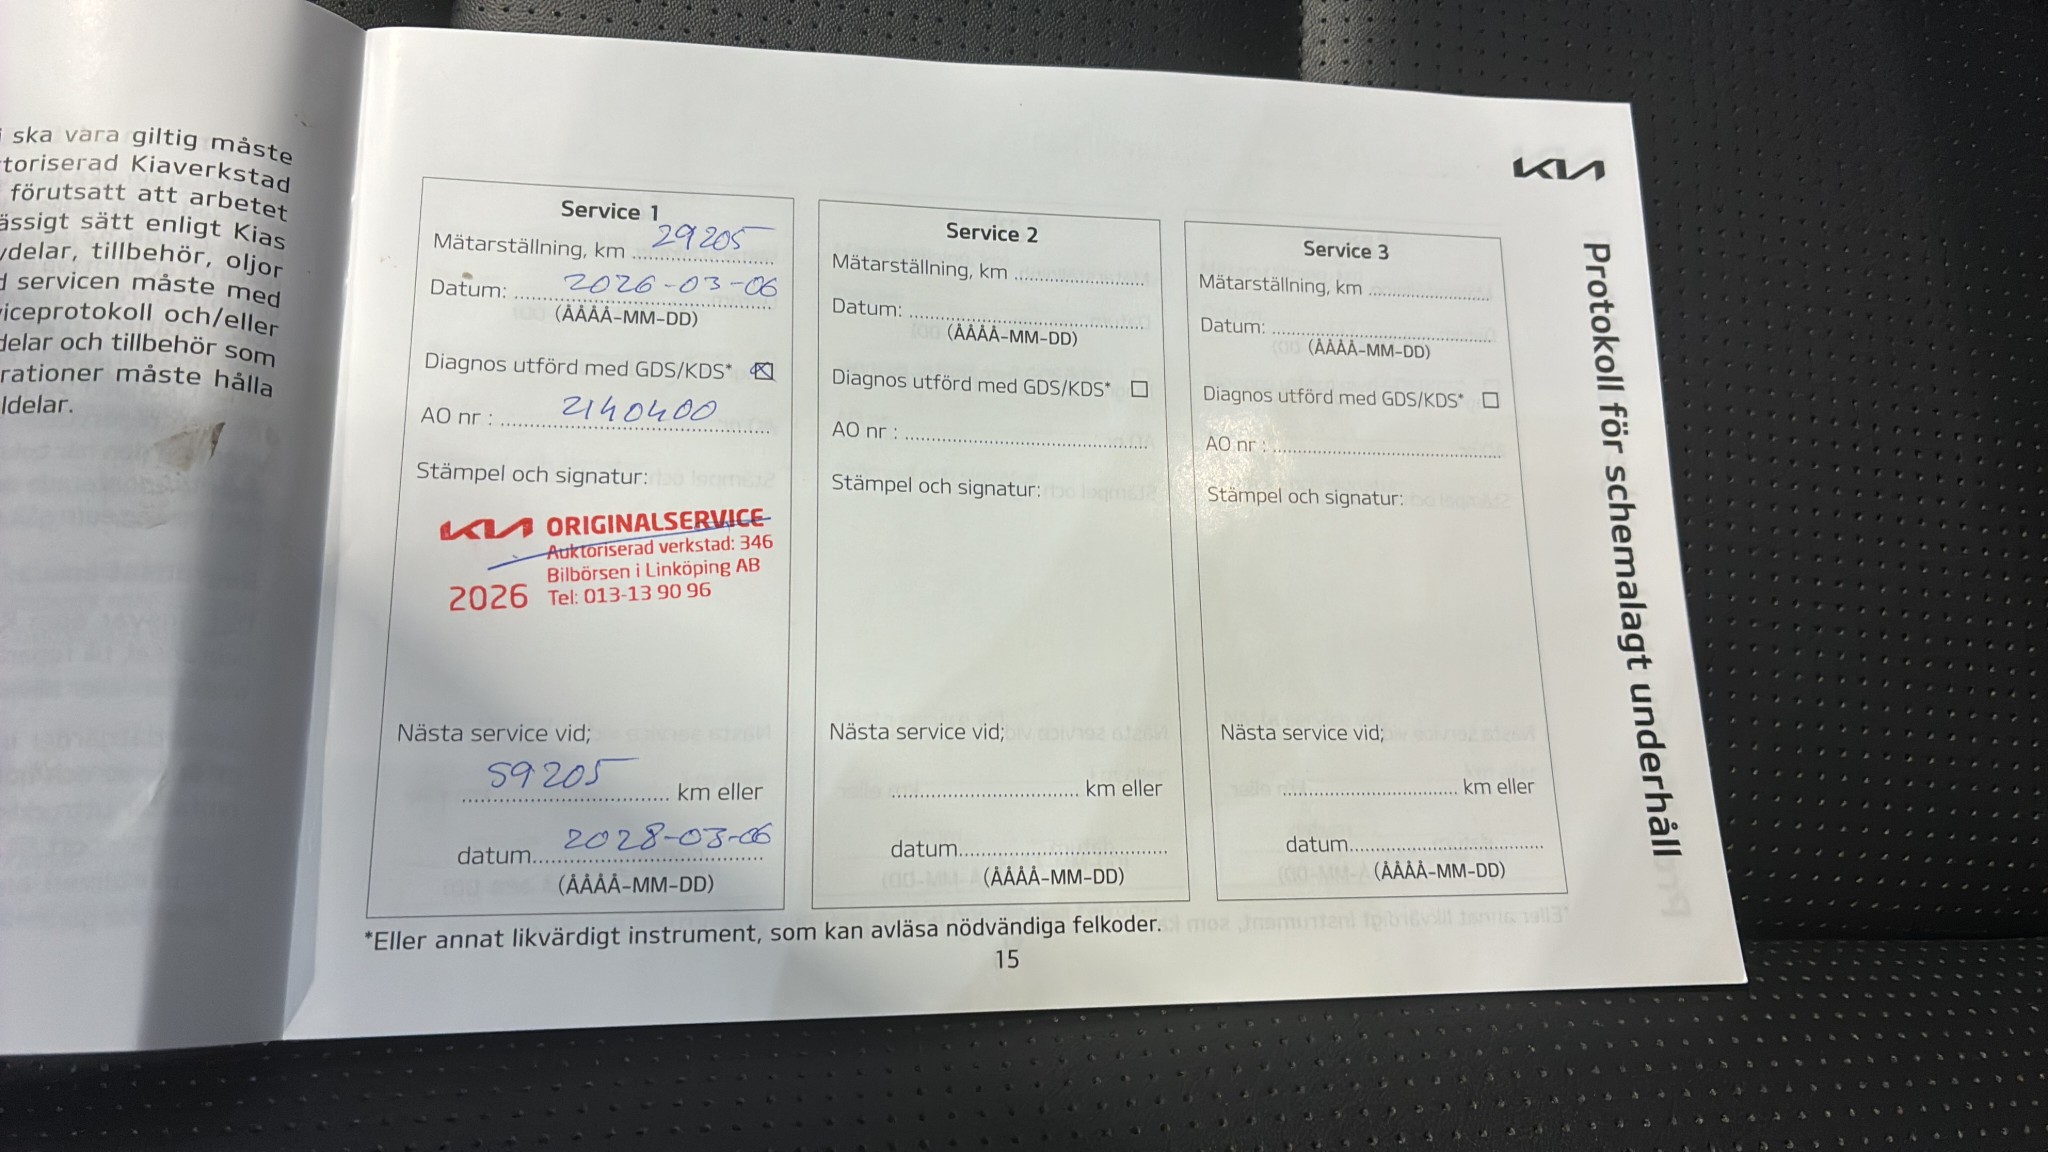 ska vara giltig måste
toriserad Kiaverkstad
förutsatt att arbetet
ässigt sätt enligt Kias
delar, tillbehör, oljor
servicen måste med
iceprotokoll och/eller
delar och tillbehör som
rationer måste hålla
ldelar.
KIA
Protokoll för schemalagt underhåll
Service 1
Mätarställning, km 29205
Datum: 2026-03-06
(ÅÅÅÅ-MM-DD)
Diagnos utförd med GDS/KDS* ☒
AO nr : 2140400
Stämpel och signatur:
KIA ORIGINALSERVICE
Auktoriserad verkstad: 346
Bilbörsen i Linköping AB
2026 Tel: 013-13 90 96
Nästa service vid;
59205 km eller
datum 2028-03-06
(ÅÅÅÅ-MM-DD)
Service 2
Mätarställning, km
Datum:
(ÅÅÅÅ-MM-DD)
Diagnos utförd med GDS/KDS* ☐
AO nr :
Stämpel och signatur:
Nästa service vid;
km eller
datum
(ÅÅÅÅ-MM-DD)
Service 3
Mätarställning, km
Datum:
(ÅÅÅÅ-MM-DD)
Diagnos utförd med GDS/KDS* ☐
AO nr :
Stämpel och signatur:
Nästa service vid;
km eller
datum
(ÅÅÅÅ-MM-DD)
*Eller annat likvärdigt instrument, som kan avläsa nödvändiga felkoder.
15